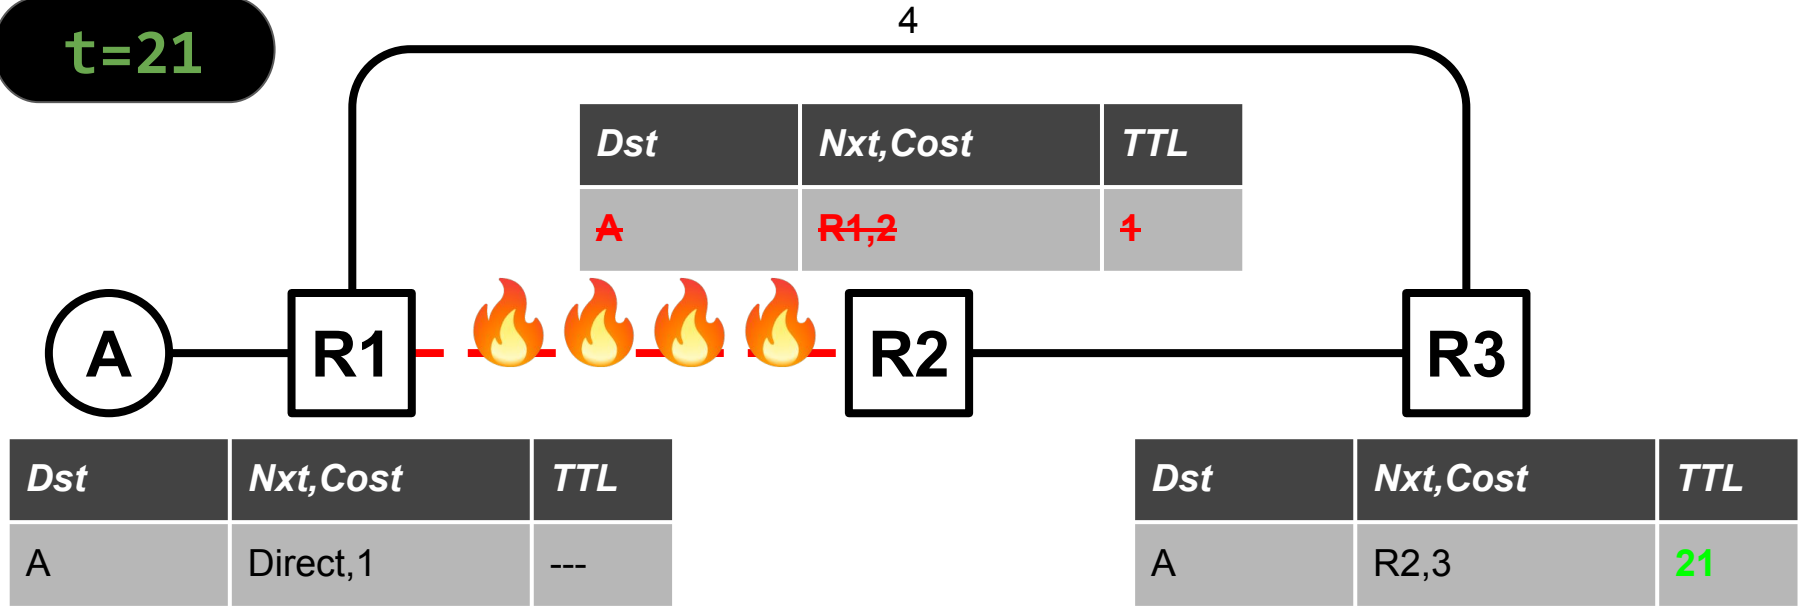 t=21
4
Dst Nxt,Cost TTL
A R1,2 1
A R1 R2 R3
Dst Nxt,Cost TTL
A Direct,1 ---
Dst Nxt,Cost TTL
A R2,3 21